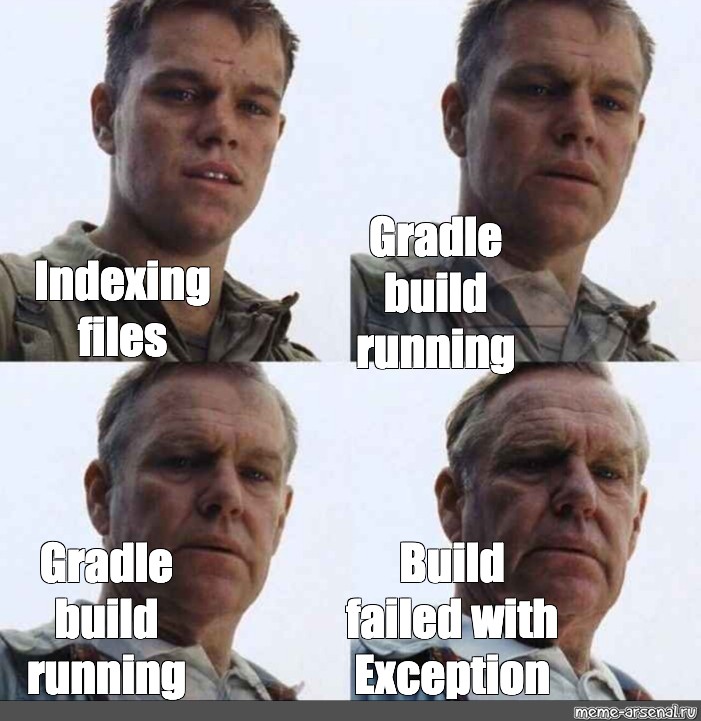 Indexing
files
Gradle
build
running
Gradle
build
running
Build
failed with
Exception
meme-arsenal.ru